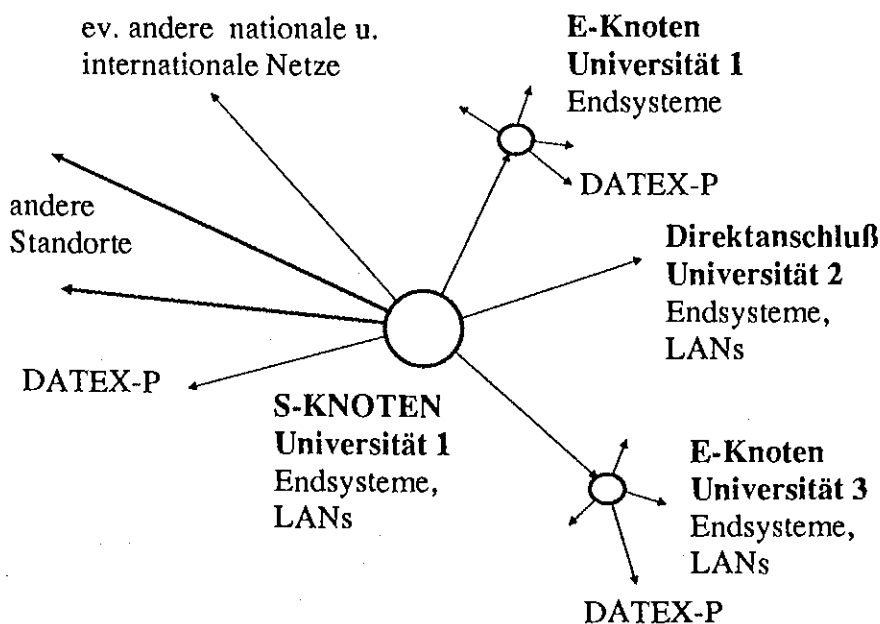 ev. andere nationale u.
internationale Netze
E-Knoten
Universität 1
Endsysteme
DATEX-P
andere
Standorte
Direktanschluß
Universität 2
Endsysteme,
LANs
DATEX-P
S-KNOTEN
Universität 1
Endsysteme,
LANs
E-Knoten
Universität 3
Endsysteme,
LANs
DATEX-P